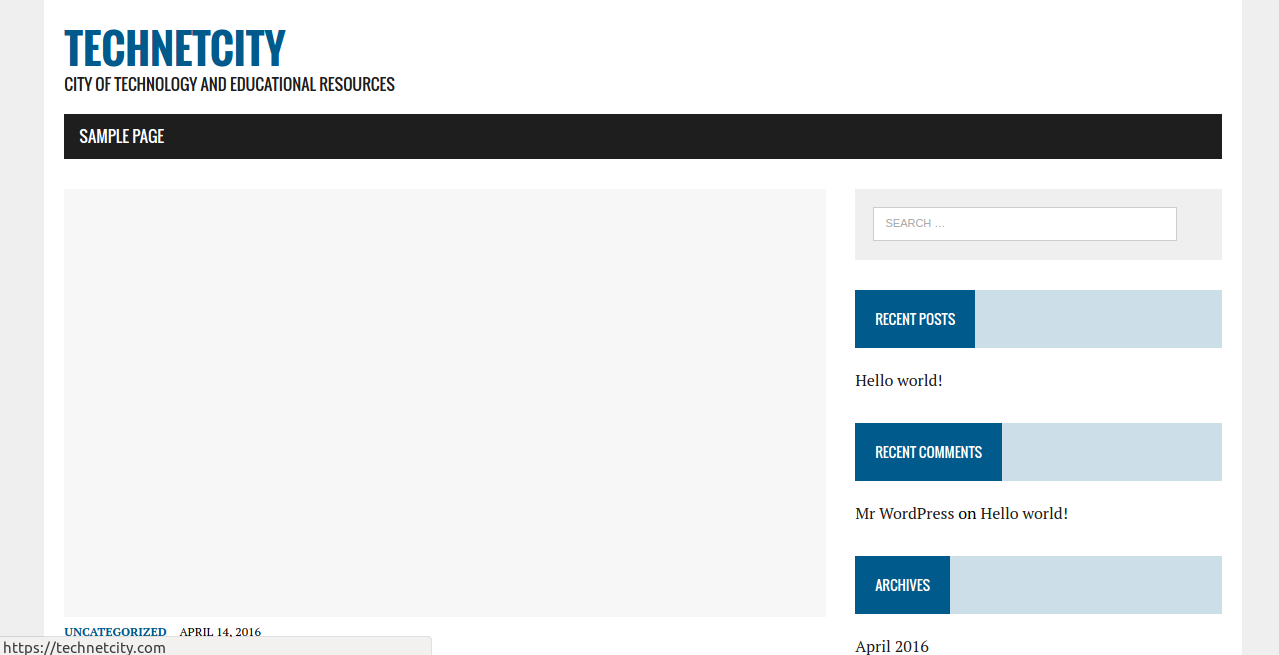 TECHNETCITY
CITY OF TECHNOLOGY AND EDUCATIONAL RESOURCES
SAMPLE PAGE
SEARCH …
RECENT POSTS
Hello world!
RECENT COMMENTS
Mr WordPress on Hello world!
ARCHIVES
April 2016
UNCATEGORIZED APRIL 14, 2016
https://technetcity.com